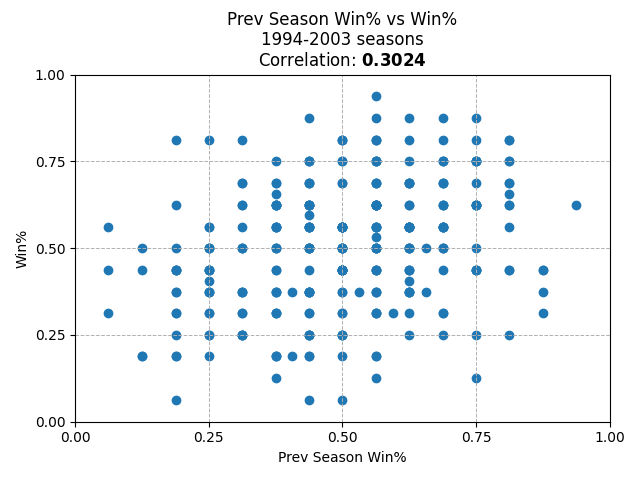 Prev Season Win% vs Win%
1994-2003 seasons
Correlation: 0.3024
1.00
0.75
0.50
0.25
0.00
Win%
0.00 0.25 0.50 0.75 1.00
Prev Season Win%